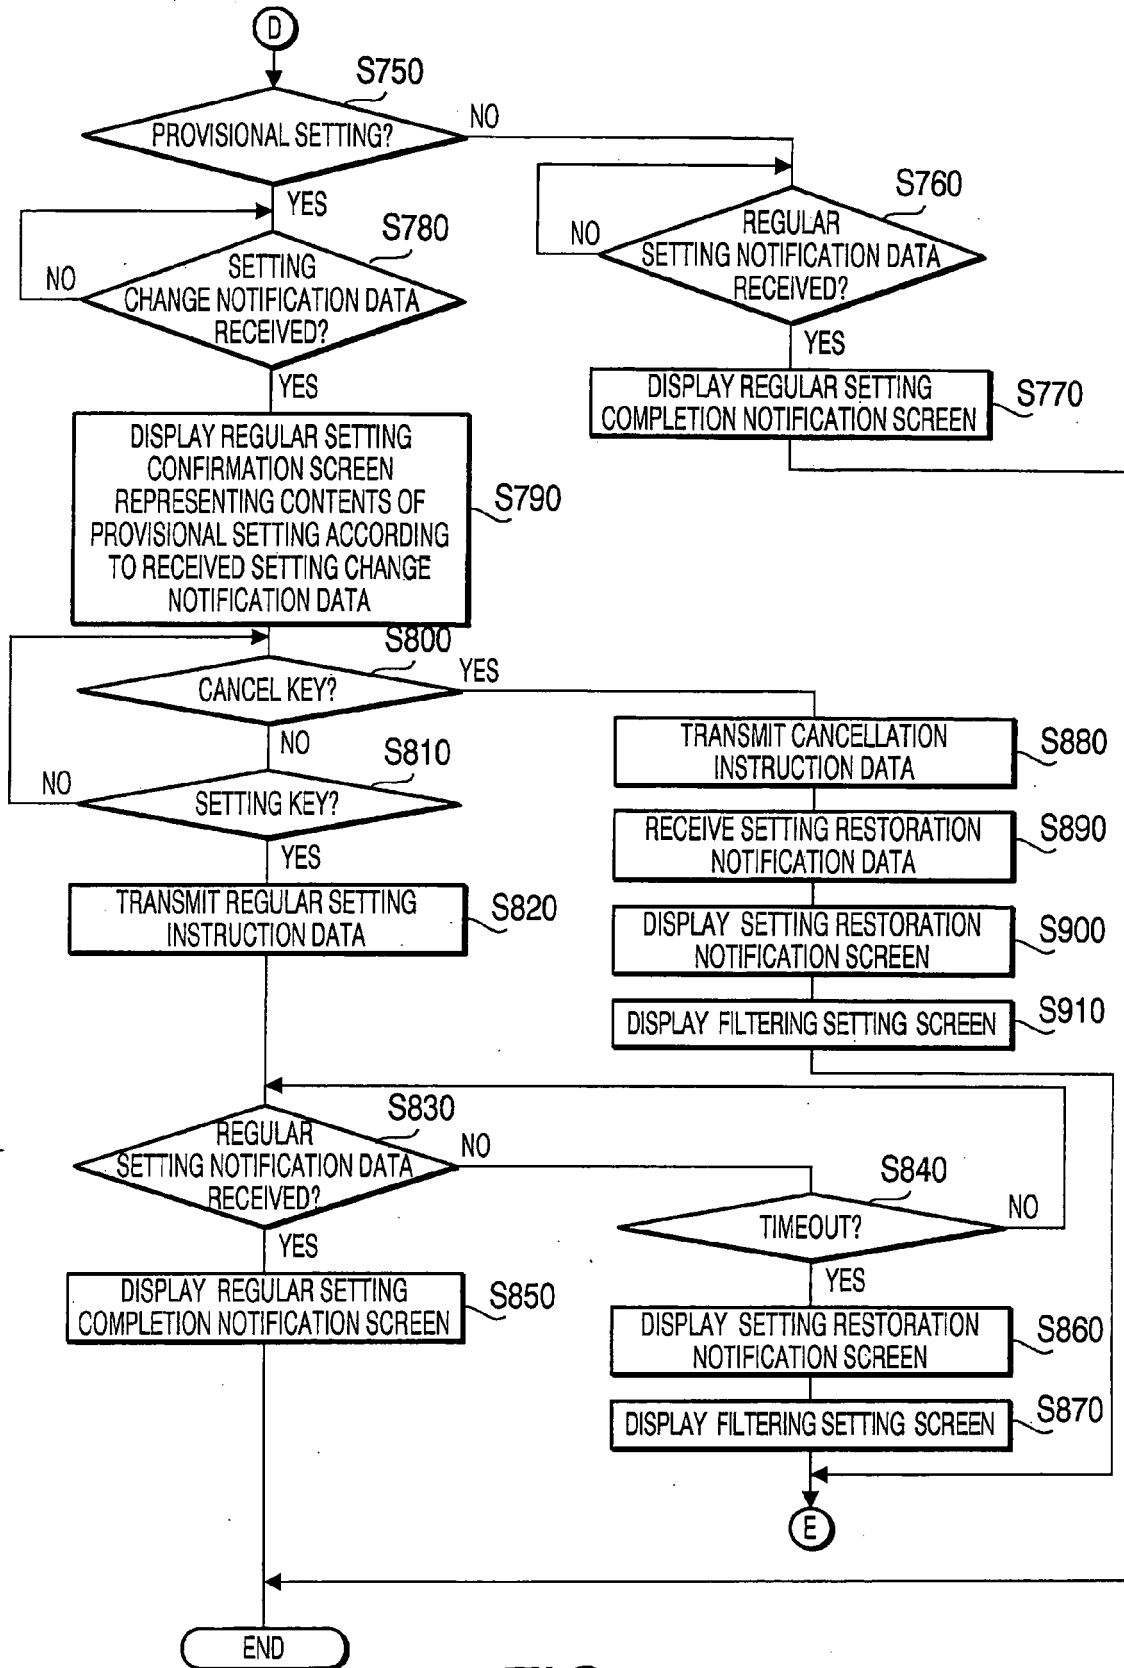 D
S750
PROVISIONAL SETTING?
NO
YES
S780
SETTING
CHANGE NOTIFICATION DATA
RECEIVED?
NO
YES
S760
REGULAR
SETTING NOTIFICATION DATA
RECEIVED?
NO
YES
DISPLAY REGULAR SETTING
COMPLETION NOTIFICATION SCREEN
S770
DISPLAY REGULAR SETTING
CONFIRMATION SCREEN
REPRESENTING CONTENTS OF
PROVISIONAL SETTING ACCORDING
TO RECEIVED SETTING CHANGE
NOTIFICATION DATA
S790
S800
CANCEL KEY?
YES
NO
S810
SETTING KEY?
NO
YES
TRANSMIT REGULAR SETTING
INSTRUCTION DATA
S820
TRANSMIT CANCELLATION
INSTRUCTION DATA
S880
RECEIVE SETTING RESTORATION
NOTIFICATION DATA
S890
DISPLAY SETTING RESTORATION
NOTIFICATION SCREEN
S900
DISPLAY FILTERING SETTING SCREEN
S910
S830
REGULAR
SETTING NOTIFICATION DATA
RECEIVED?
NO
YES
S840
TIMEOUT?
NO
YES
DISPLAY REGULAR SETTING
COMPLETION NOTIFICATION SCREEN
S850
DISPLAY SETTING RESTORATION
NOTIFICATION SCREEN
S860
DISPLAY FILTERING SETTING SCREEN
S870
E
END